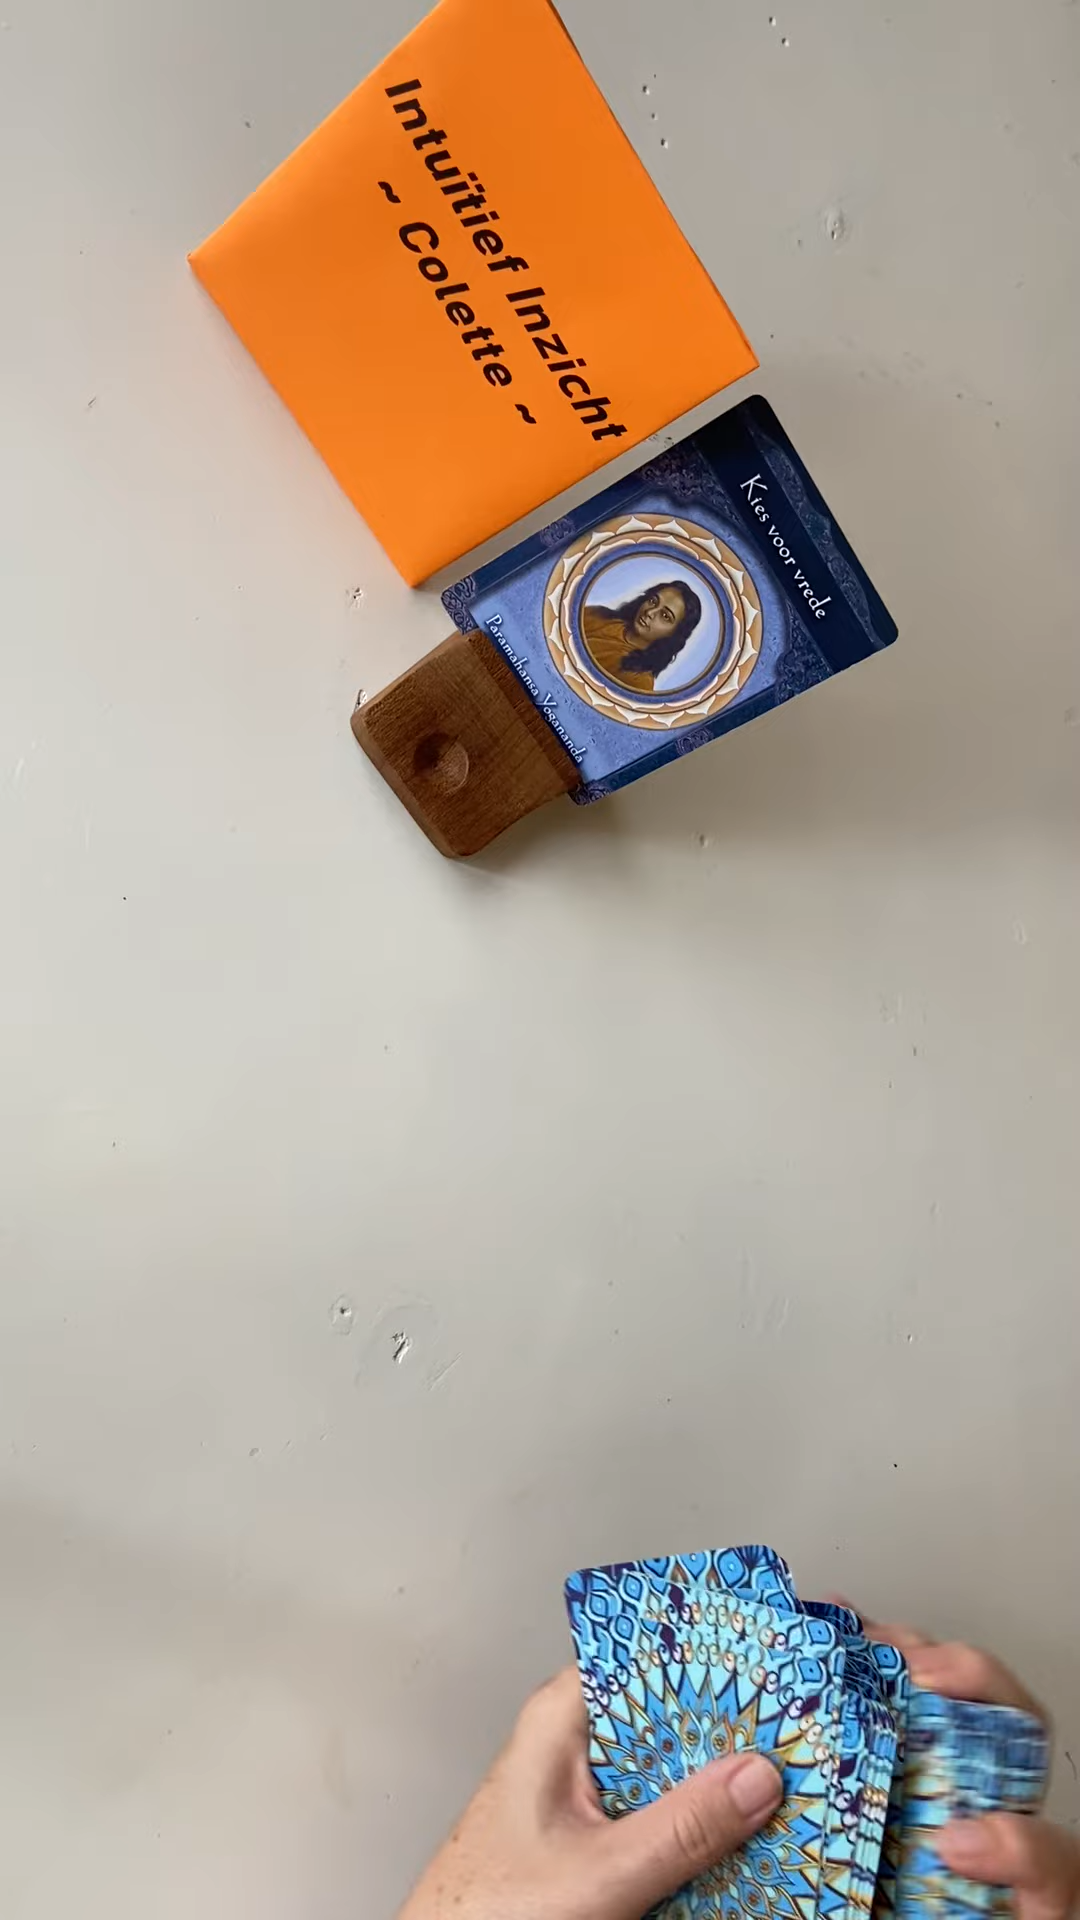 Intuïtief Inzicht
~ Colette ~
Kies voor vrede
Paramahansa Yogananda